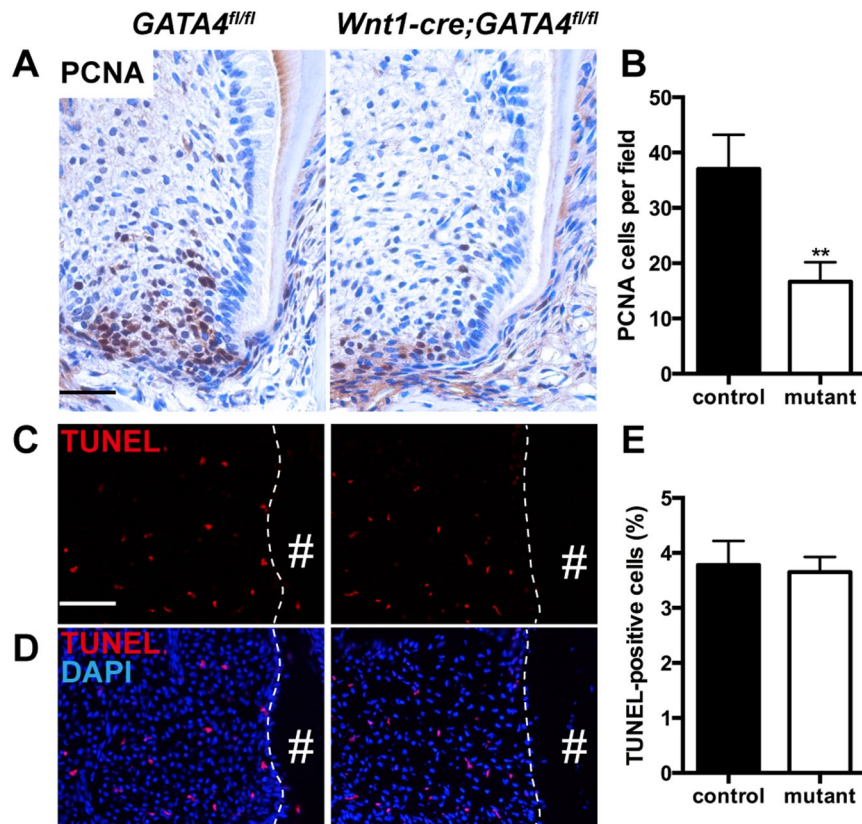 GATA4fl/fl
Wnt1-cre;GATA4fl/fl
A
PCNA
B
PCNA cells per field
50
40
30
20
10
0
**
control
mutant
C
TUNEL
#
#
D
TUNEL
DAPI
#
#
E
TUNEL-positive cells (%)
5
4
3
2
1
0
control
mutant